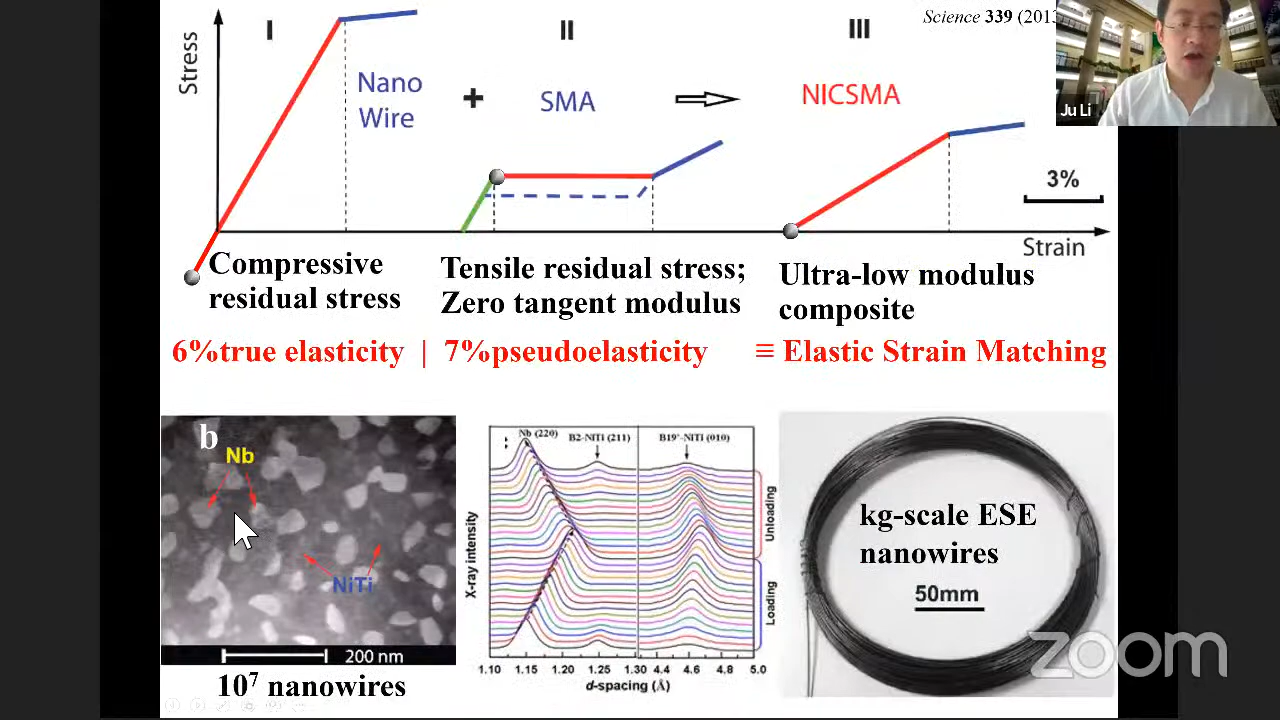 Science 339 (2013
I
II
III
Stress
Nano
Wire
+
SMA
NICSMA
Ju Li
3%
Strain
Compressive
residual stress
Tensile residual stress;
Zero tangent modulus
Ultra-low modulus
composite
6%true elasticity | 7%pseudoelasticity ≡ Elastic Strain Matching
b
Nb
NiTi
200 nm
10⁷ nanowires
Nb (220)
B2-NiTi (211)
B19'-NiTi (010)
X-ray intensity
Unloading
Loading
1.10 1.15 1.20 1.25 1.30 4.4 4.6 4.8 5.0
d-spacing (Å)
kg-scale ESE
nanowires
50mm
zoom